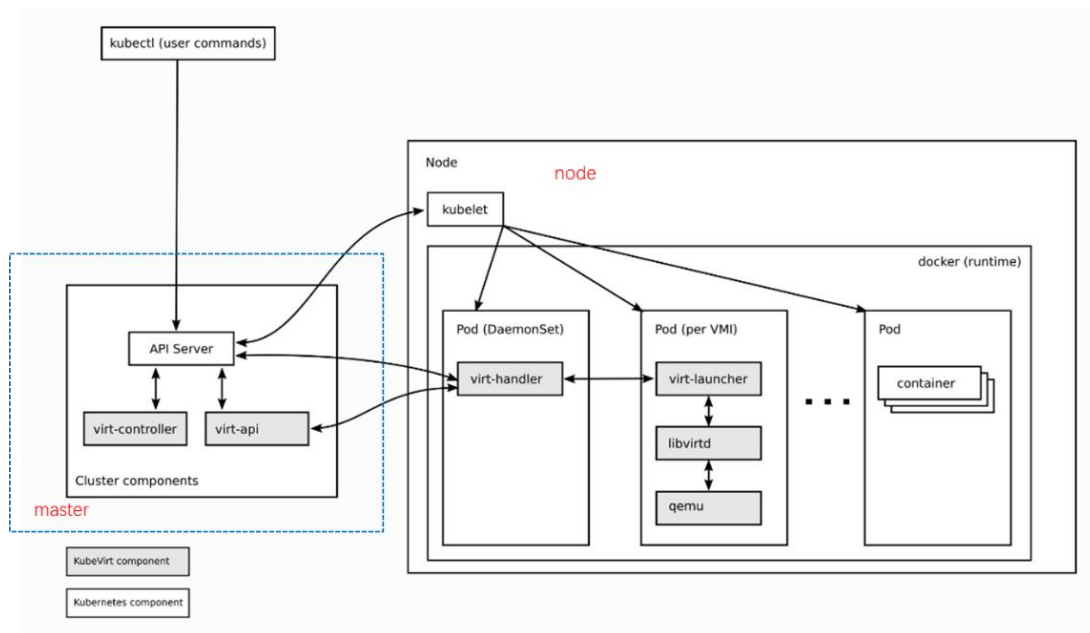 kubectl (user commands)
Node
node
kubelet
docker (runtime)
API Server
virt-controller
virt-api
Cluster components
master
Pod (DaemonSet)
virt-handler
Pod (per VMI)
virt-launcher
libvirtd
qemu
Pod
container
KubeVirt component
Kubernetes component